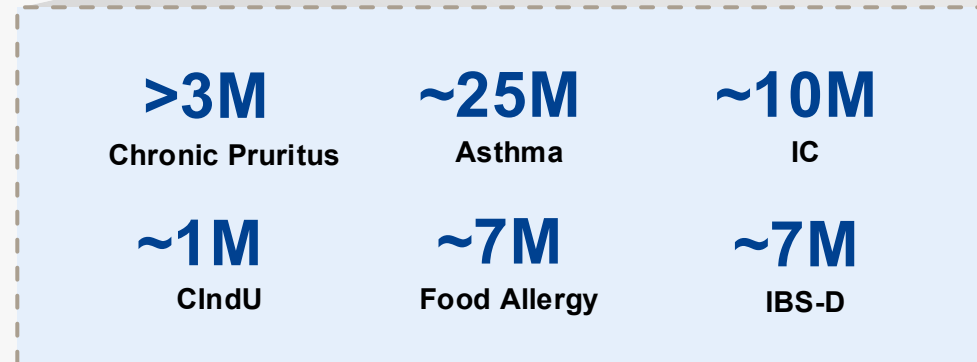 >3M ~25M ~10M
Chronic Pruritus Asthma IC
~1M ~7M ~7M
CIndU Food Allergy IBS-D